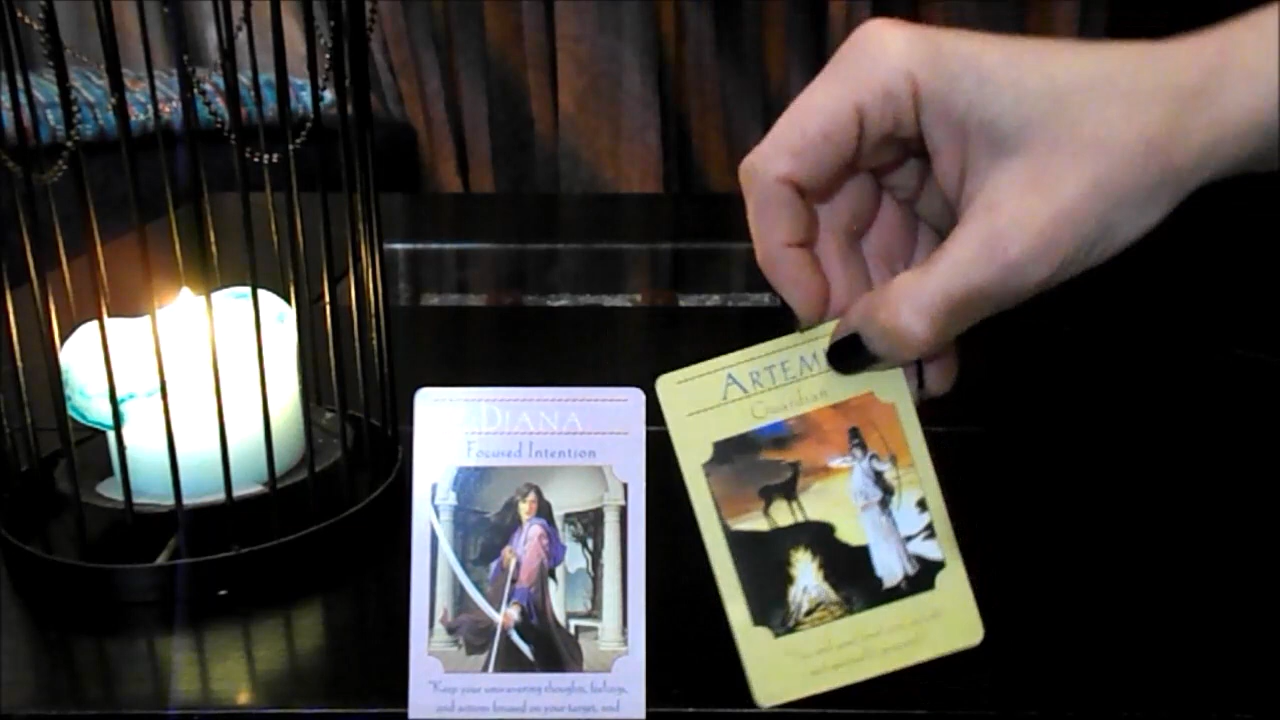 DIANA
Focused Intention
"Keep your unwavering thoughts, feelings,
and actions focused on your target, and
ARTEM
Guardian